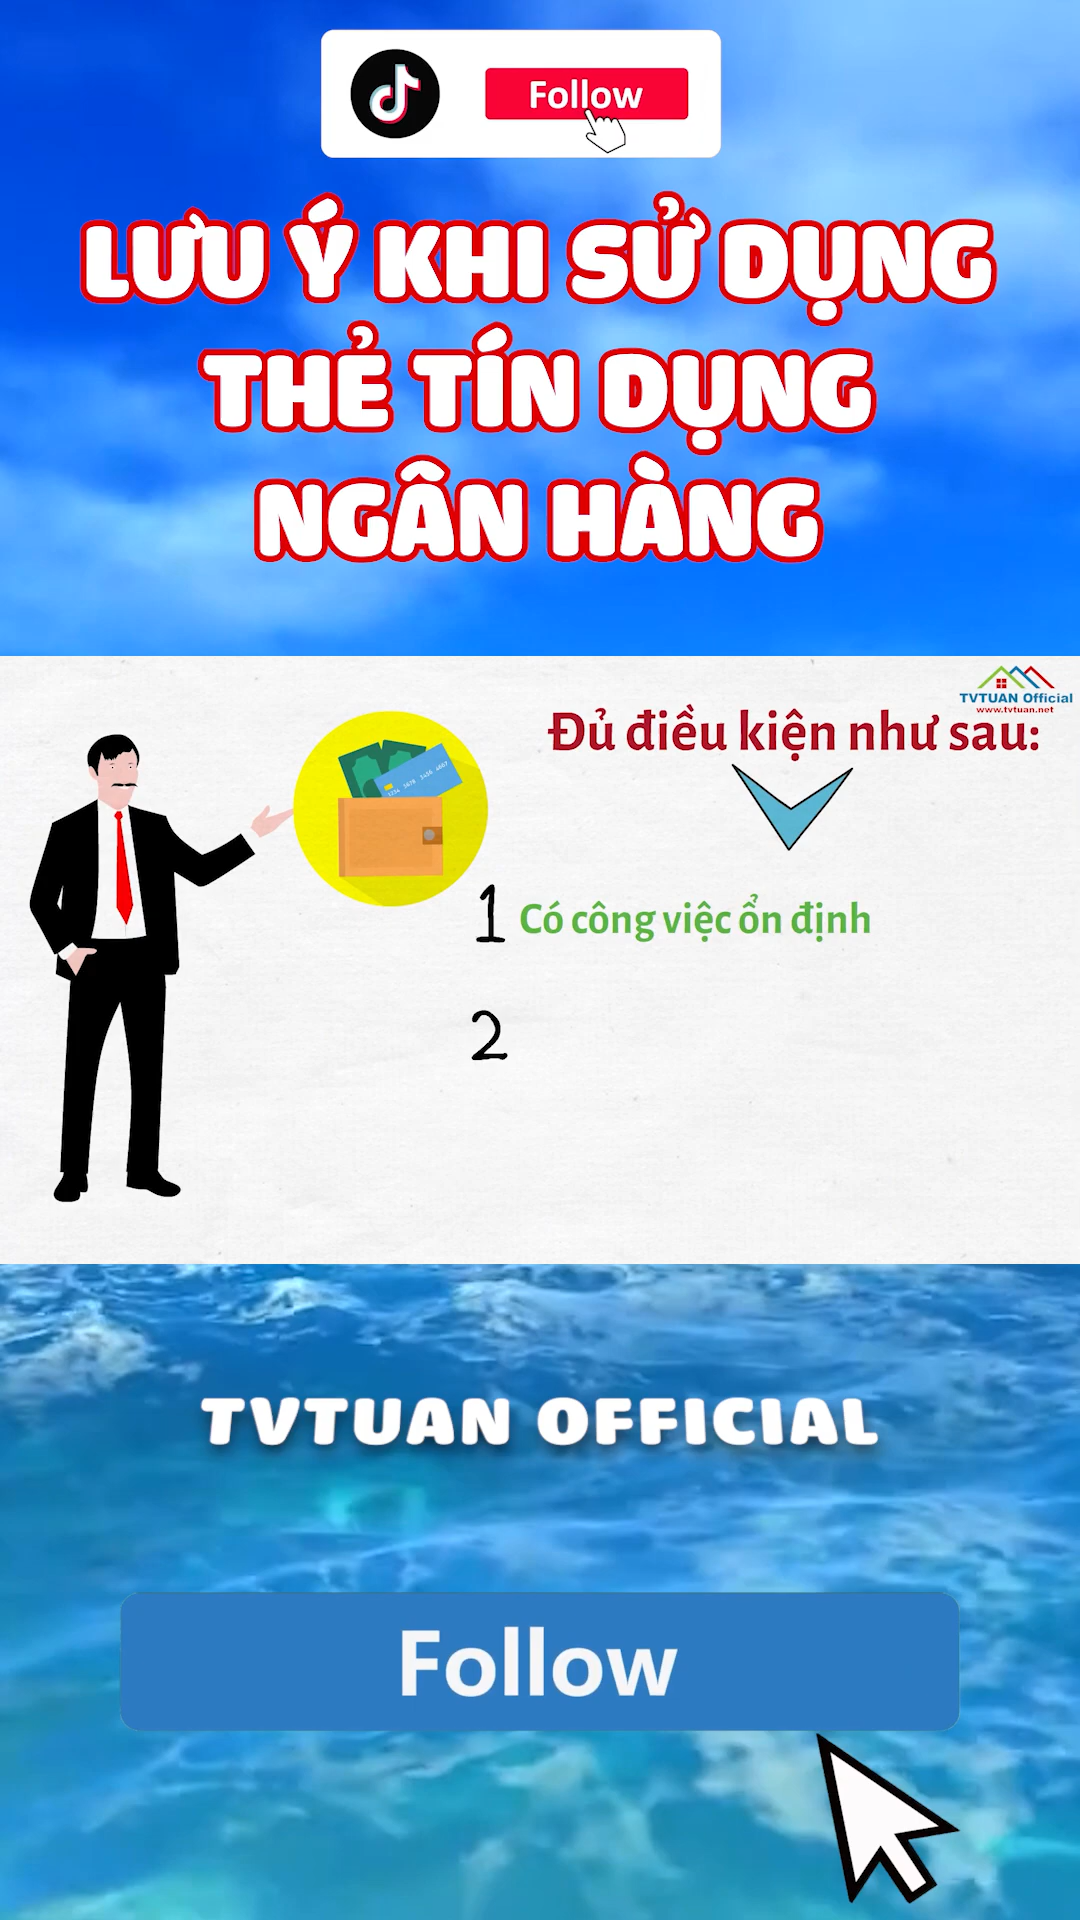 Follow
LƯU Ý KHI SỬ DỤNG
THẺ TÍN DỤNG
NGÂN HÀNG
TVTUAN Official
www.tvtuan.net
Đủ điều kiện như sau:
1 Có công việc ổn định
2
TVTUAN OFFICIAL
Follow